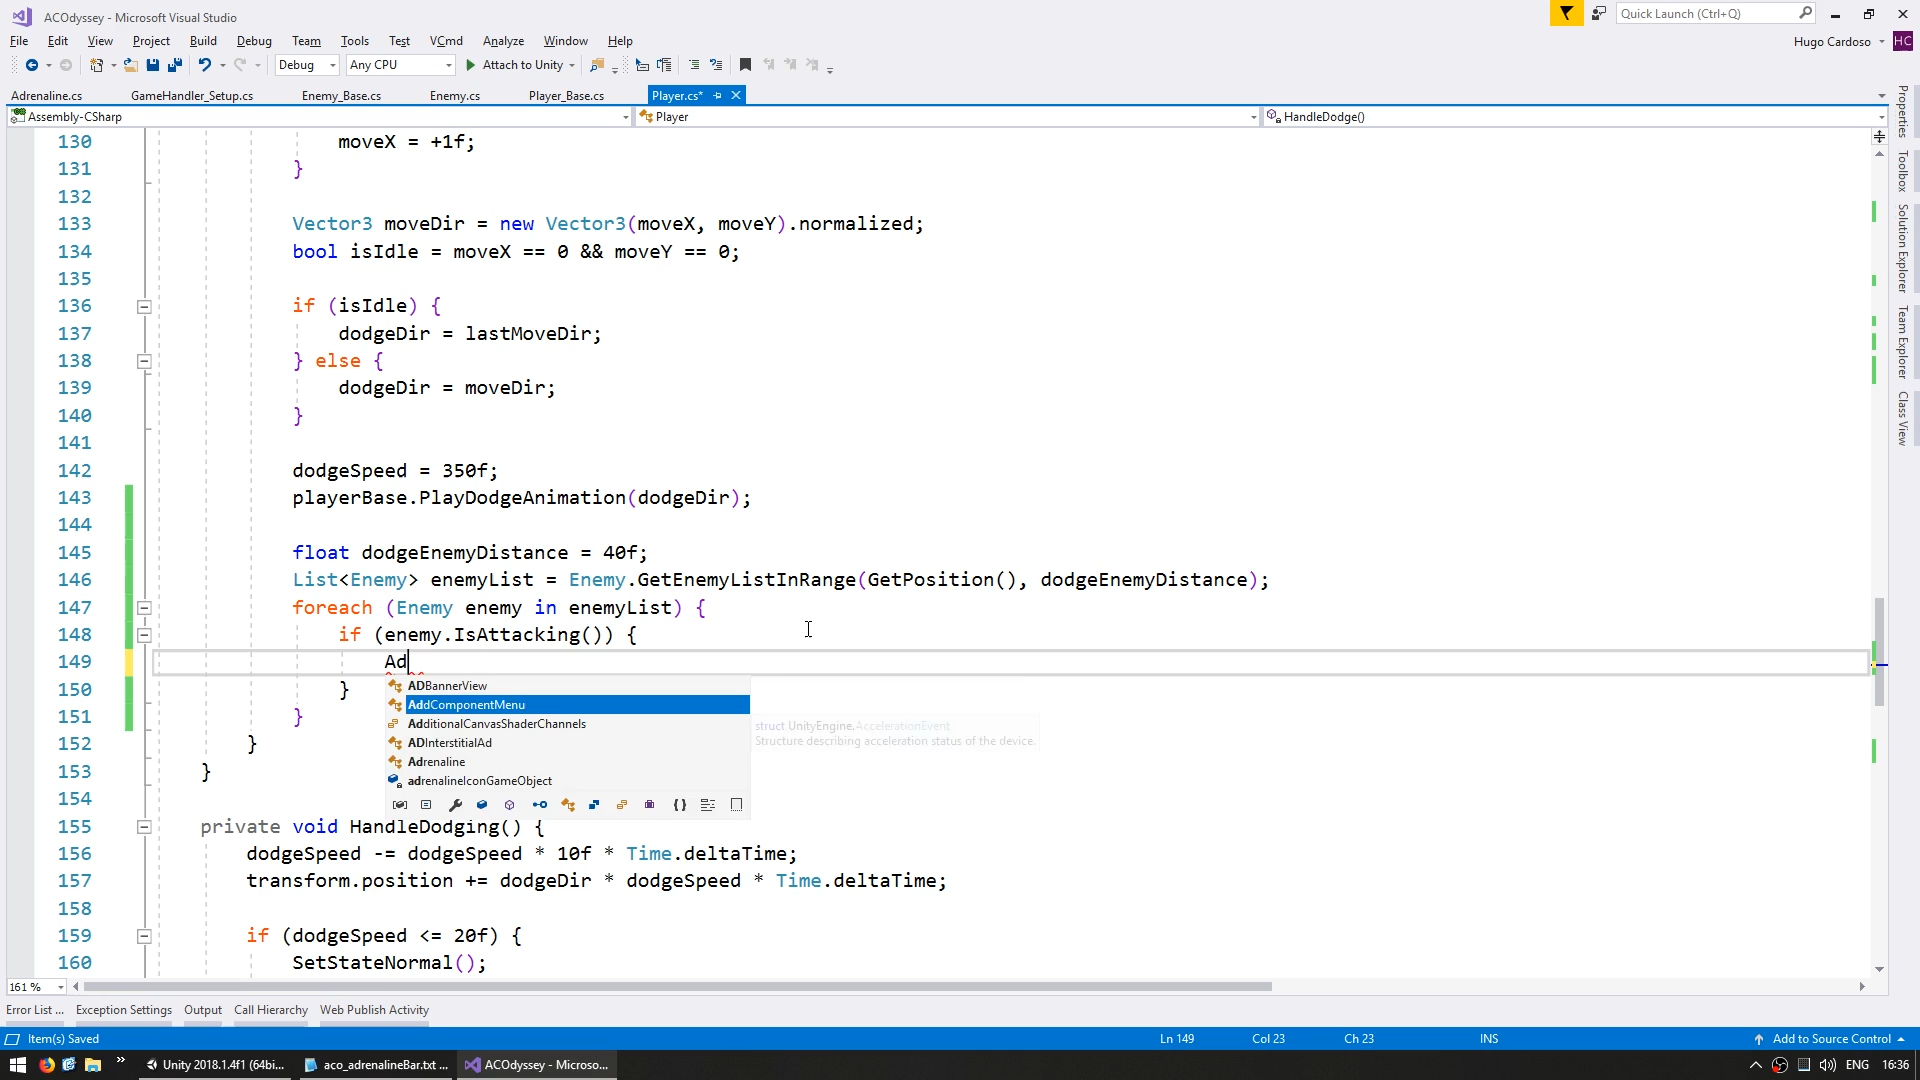 ACOdyssey - Microsoft Visual Studio
Quick Launch (Ctrl+Q)
File Edit View Project Build Debug Team Tools Test VCmd Analyze Window Help
Hugo Cardoso HC
Debug Any CPU Attach to Unity
Adrenaline.cs GameHandler_Setup.cs Enemy_Base.cs Enemy.cs Player_Base.cs Player.cs*
Assembly-CSharp Player HandleDodge()
130 moveX = +1f;
131 }
132
133 Vector3 moveDir = new Vector3(moveX, moveY).normalized;
134 bool isIdle = moveX == 0 && moveY == 0;
135
136 if (isIdle) {
137 dodgeDir = lastMoveDir;
138 } else {
139 dodgeDir = moveDir;
140 }
141
142 dodgeSpeed = 350f;
143 playerBase.PlayDodgeAnimation(dodgeDir);
144
145 float dodgeEnemyDistance = 40f;
146 List<Enemy> enemyList = Enemy.GetEnemyListInRange(GetPosition(), dodgeEnemyDistance);
147 foreach (Enemy enemy in enemyList) {
148 if (enemy.IsAttacking()) {
149 Ad
150 }
151 }
152 }
153 }
154
155 private void HandleDodging() {
156 dodgeSpeed -= dodgeSpeed * 10f * Time.deltaTime;
157 transform.position += dodgeDir * dodgeSpeed * Time.deltaTime;
158
159 if (dodgeSpeed <= 20f) {
160 SetStateNormal();
ADBannerView
AddComponentMenu
AdditionalCanvasShaderChannels
ADInterstitialAd
Adrenaline
adrenalineIconGameObject
struct UnityEngine.AccelerationEvent
Structure describing acceleration status of the device.
Properties
Toolbox
Solution Explorer
Team Explorer
Class View
161 %
Error List ... Exception Settings Output Call Hierarchy Web Publish Activity
Item(s) Saved Ln 149 Col 23 Ch 23 INS Add to Source Control
Unity 2018.1.4f1 (64bi... aco_adrenalineBar.txt ... ACOdyssey - Microso... ENG 16:36